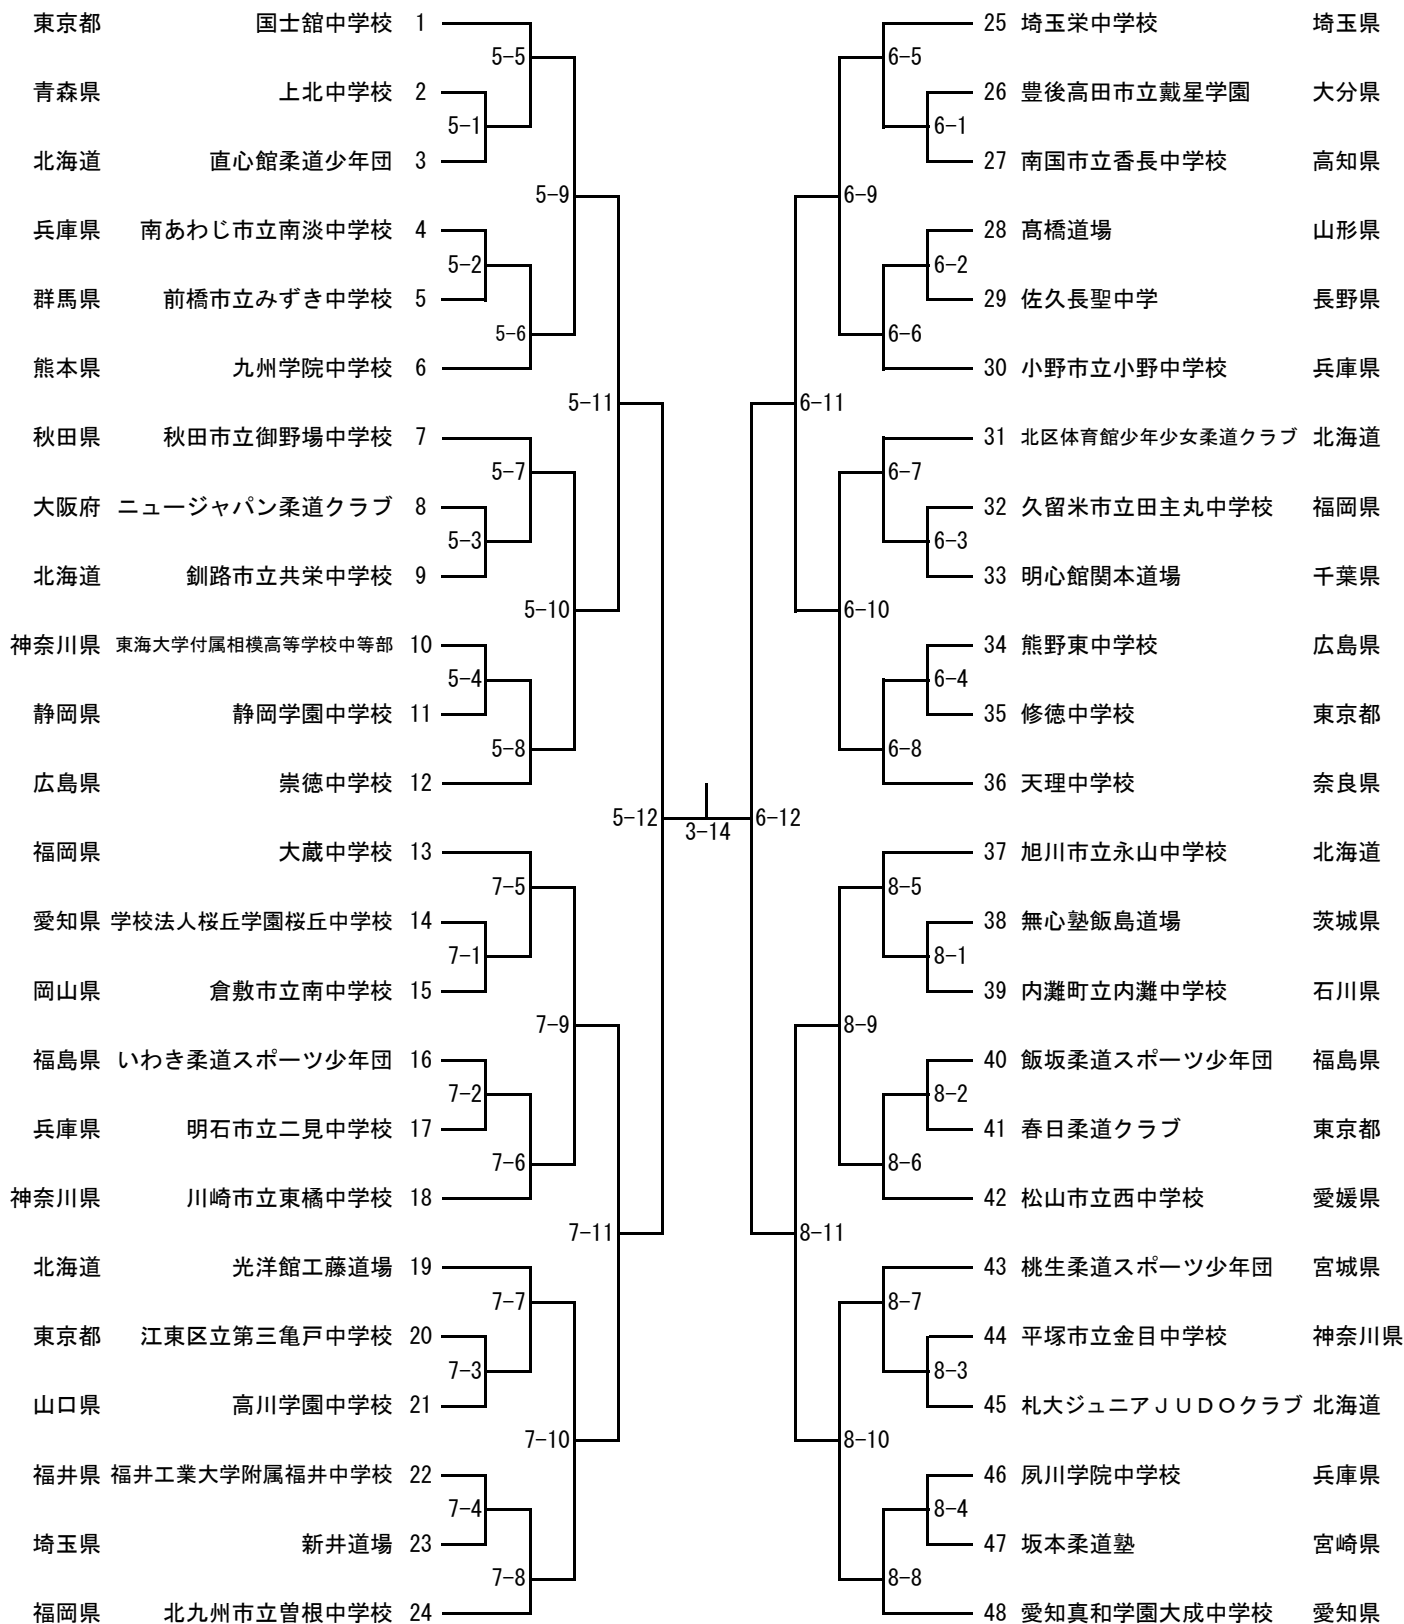 東京都 国士舘中学校 1
5-5
青森県 上北中学校 2
5-1
北海道 直心館柔道少年団 3
5-9
兵庫県 南あわじ市立南淡中学校 4
5-2
群馬県 前橋市立みずき中学校 5
5-6
熊本県 九州学院中学校 6
5-11
秋田県 秋田市立御野場中学校 7
5-7
大阪府 ニュージャパン柔道クラブ 8
5-3
北海道 釧路市立共栄中学校 9
5-10
神奈川県 東海大学付属相模高等学校中等部 10
5-4
静岡県 静岡学園中学校 11
5-8
広島県 崇徳中学校 12
5-12
福岡県 大蔵中学校 13
7-5
愛知県 学校法人桜丘学園桜丘中学校 14
7-1
岡山県 倉敷市立南中学校 15
7-9
福島県 いわき柔道スポーツ少年団 16
7-2
兵庫県 明石市立二見中学校 17
7-6
神奈川県 川崎市立東橘中学校 18
7-11
北海道 光洋館工藤道場 19
7-7
東京都 江東区立第三亀戸中学校 20
7-3
山口県 高川学園中学校 21
7-10
福井県 福井工業大学附属福井中学校 22
7-4
埼玉県 新井道場 23
7-8
福岡県 北九州市立曽根中学校 24
3-14
25 埼玉栄中学校 埼玉県
6-5
26 豊後高田市立戴星学園 大分県
6-1
27 南国市立香長中学校 高知県
6-9
28 髙橋道場 山形県
6-2
29 佐久長聖中学 長野県
6-6
30 小野市立小野中学校 兵庫県
6-11
31 北区体育館少年少女柔道クラブ 北海道
6-7
32 久留米市立田主丸中学校 福岡県
6-3
33 明心館関本道場 千葉県
6-10
34 熊野東中学校 広島県
6-4
35 修徳中学校 東京都
6-8
36 天理中学校 奈良県
6-12
37 旭川市立永山中学校 北海道
8-5
38 無心塾飯島道場 茨城県
8-1
39 内灘町立内灘中学校 石川県
8-9
40 飯坂柔道スポーツ少年団 福島県
8-2
41 春日柔道クラブ 東京都
8-6
42 松山市立西中学校 愛媛県
8-11
43 桃生柔道スポーツ少年団 宮城県
8-7
44 平塚市立金目中学校 神奈川県
8-3
45 札大ジュニアＪＵＤＯクラブ 北海道
8-10
46 夙川学院中学校 兵庫県
8-4
47 坂本柔道塾 宮崎県
8-8
48 愛知真和学園大成中学校 愛知県